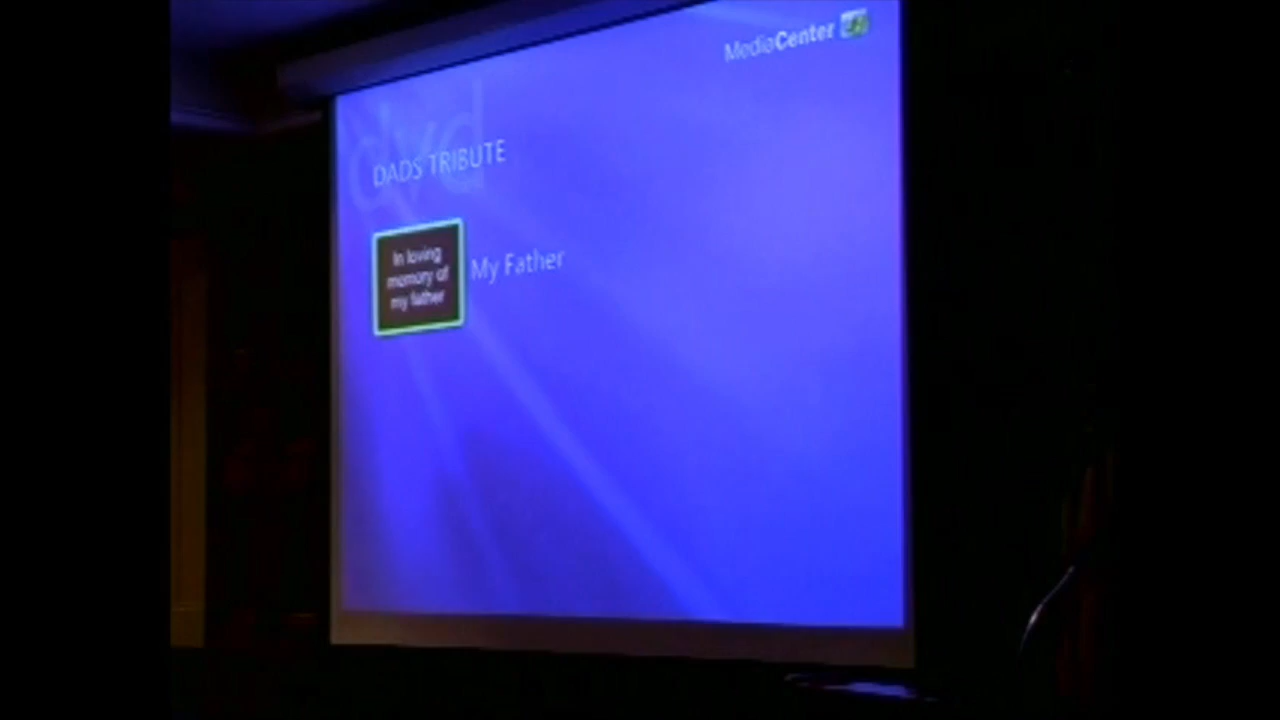 MediaCenter
dvd
DADS TRIBUTE
In loving
memory of
my father
My Father